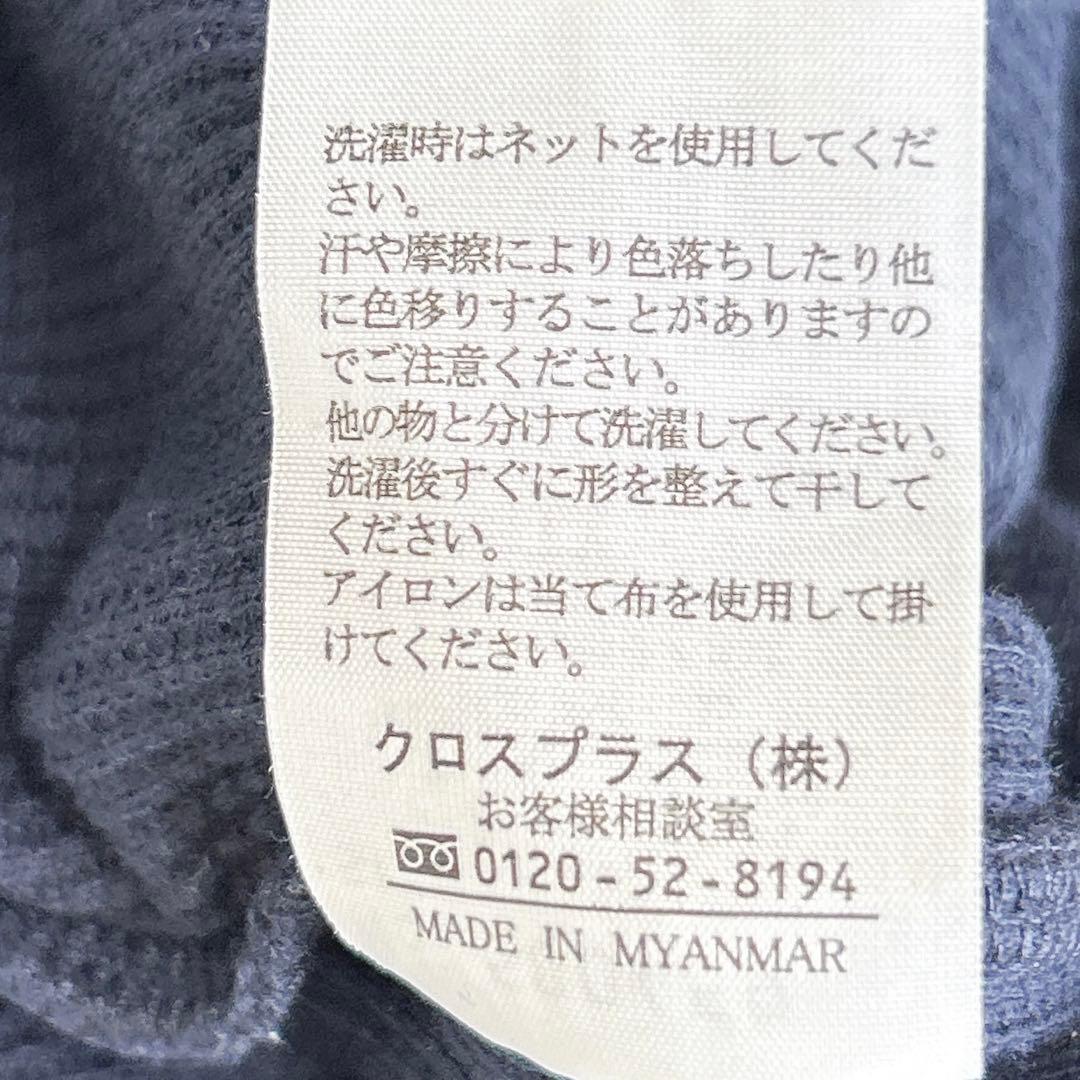 洗濯時はネットを使用してくだ
さい。
汗や摩擦により色落ちしたり他
に色移りすることがありますの
でご注意ください。
他の物と分けて洗濯してください。
洗濯後すぐに形を整えて干して
ください。
アイロンは当て布を使用して掛
けてください。
クロスプラス（株）
お客様相談室
0120-52-8194
MADE IN MYANMAR